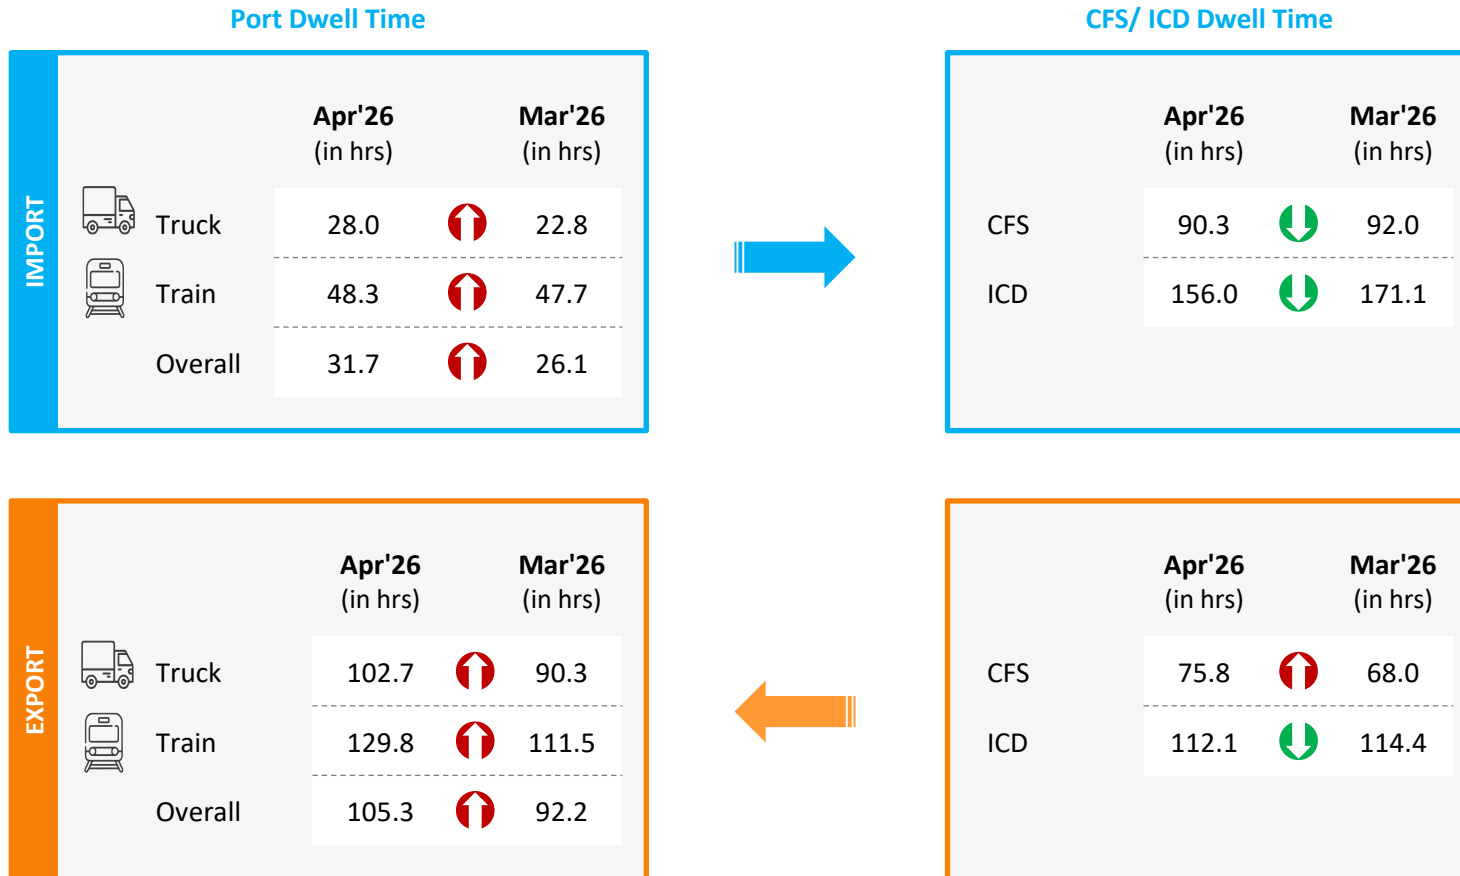 Port Dwell Time
CFS/ ICD Dwell Time
IMPORT
Apr'26 Mar'26
(in hrs) (in hrs)
Truck 28.0 22.8
Train 48.3 47.7
Overall 31.7 26.1
Apr'26 Mar'26
(in hrs) (in hrs)
CFS 90.3 92.0
ICD 156.0 171.1
EXPORT
Apr'26 Mar'26
(in hrs) (in hrs)
Truck 102.7 90.3
Train 129.8 111.5
Overall 105.3 92.2
Apr'26 Mar'26
(in hrs) (in hrs)
CFS 75.8 68.0
ICD 112.1 114.4